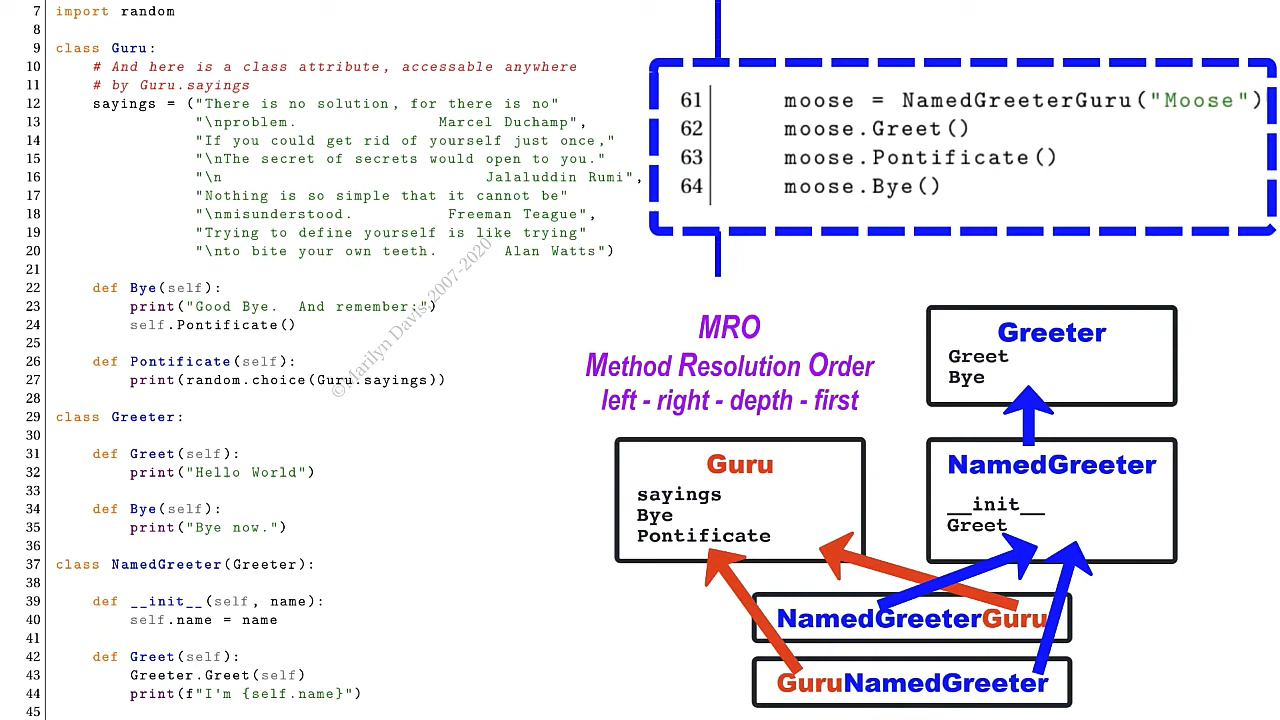 7 import random
8
9 class Guru:
10 # And here is a class attribute, accessable anywhere
11 # by Guru.sayings
12 sayings = ("There is no solution, for there is no"
13 "\nproblem. Marcel Duchamp",
14 "If you could get rid of yourself just once,"
15 "\nThe secret of secrets would open to you."
16 "\n Jalaluddin Rumi",
17 "Nothing is so simple that it cannot be"
18 "\nmisunderstood. Freeman Teague",
19 "Trying to define yourself is like trying"
20 "\nto bite your own teeth. Alan Watts")
21
22 def Bye(self):
23 print("Good Bye. And remember:")
24 self.Pontificate()
25
26 def Pontificate(self):
27 print(random.choice(Guru.sayings))
28
29 class Greeter:
30
31 def Greet(self):
32 print("Hello World")
33
34 def Bye(self):
35 print("Bye now.")
36
37 class NamedGreeter(Greeter):
38
39 def __init__(self, name):
40 self.name = name
41
42 def Greet(self):
43 Greeter.Greet(self)
44 print(f"I'm {self.name}")
45
© Marilyn Davis, 2007-2020
61 moose = NamedGreeterGuru("Moose")
62 moose.Greet()
63 moose.Pontificate()
64 moose.Bye()
MRO
Method Resolution Order
left - right - depth - first
Greeter
Greet
Bye
Guru
sayings
Bye
Pontificate
NamedGreeter
__init__
Greet
NamedGreeterGuru
GuruNamedGreeter